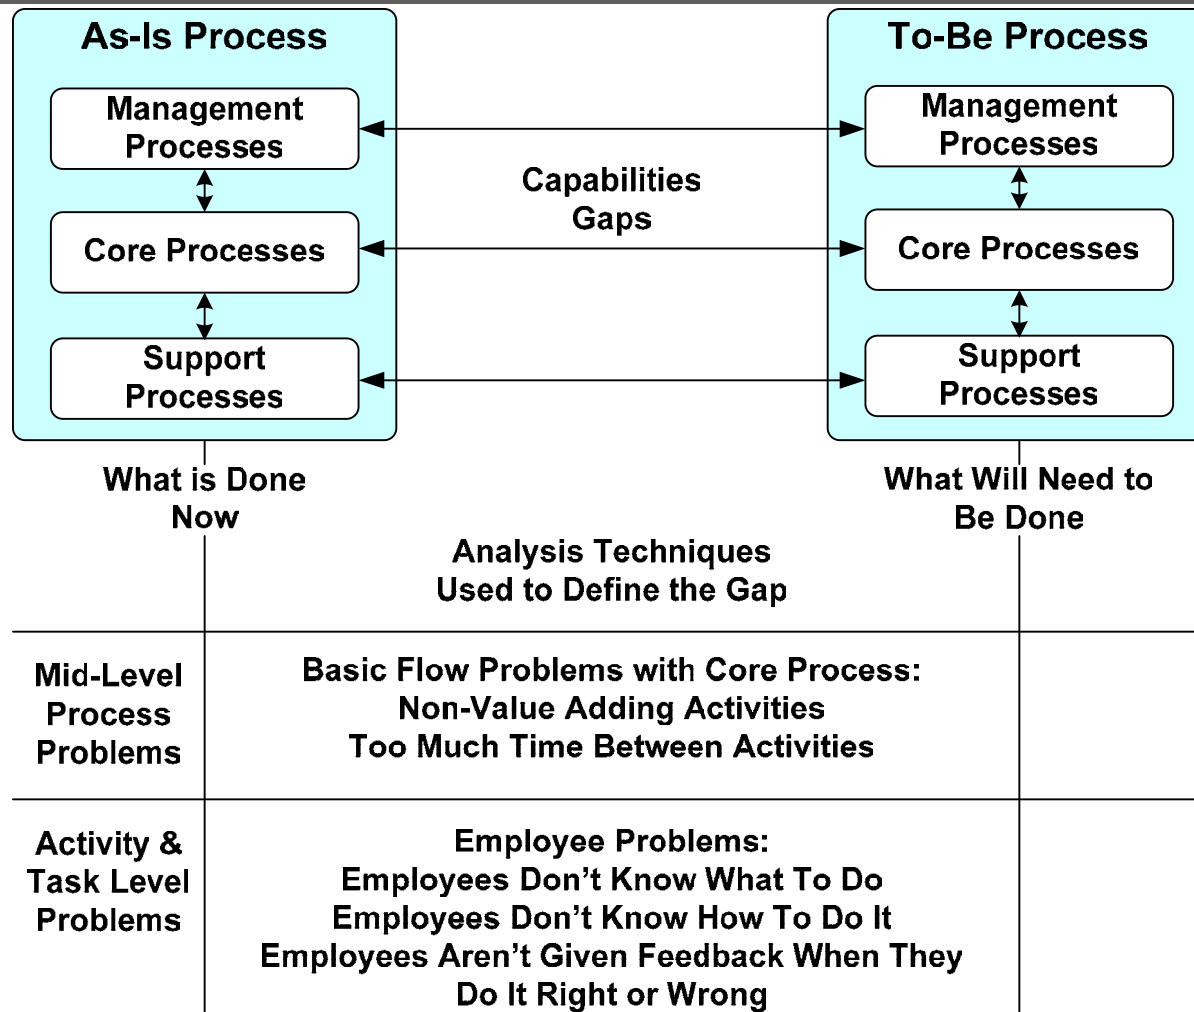 As-Is Process
To-Be Process
Management
Processes
Management
Processes
Capabilities
Gaps
Core Processes
Core Processes
Support
Processes
Support
Processes
What is Done
Now
What Will Need to
Be Done
Analysis Techniques
Used to Define the Gap
Mid-Level
Process
Problems
Basic Flow Problems with Core Process:
Non-Value Adding Activities
Too Much Time Between Activities
Activity &
Task Level
Problems
Employee Problems:
Employees Don't Know What To Do
Employees Don't Know How To Do It
Employees Aren't Given Feedback When They
Do It Right or Wrong